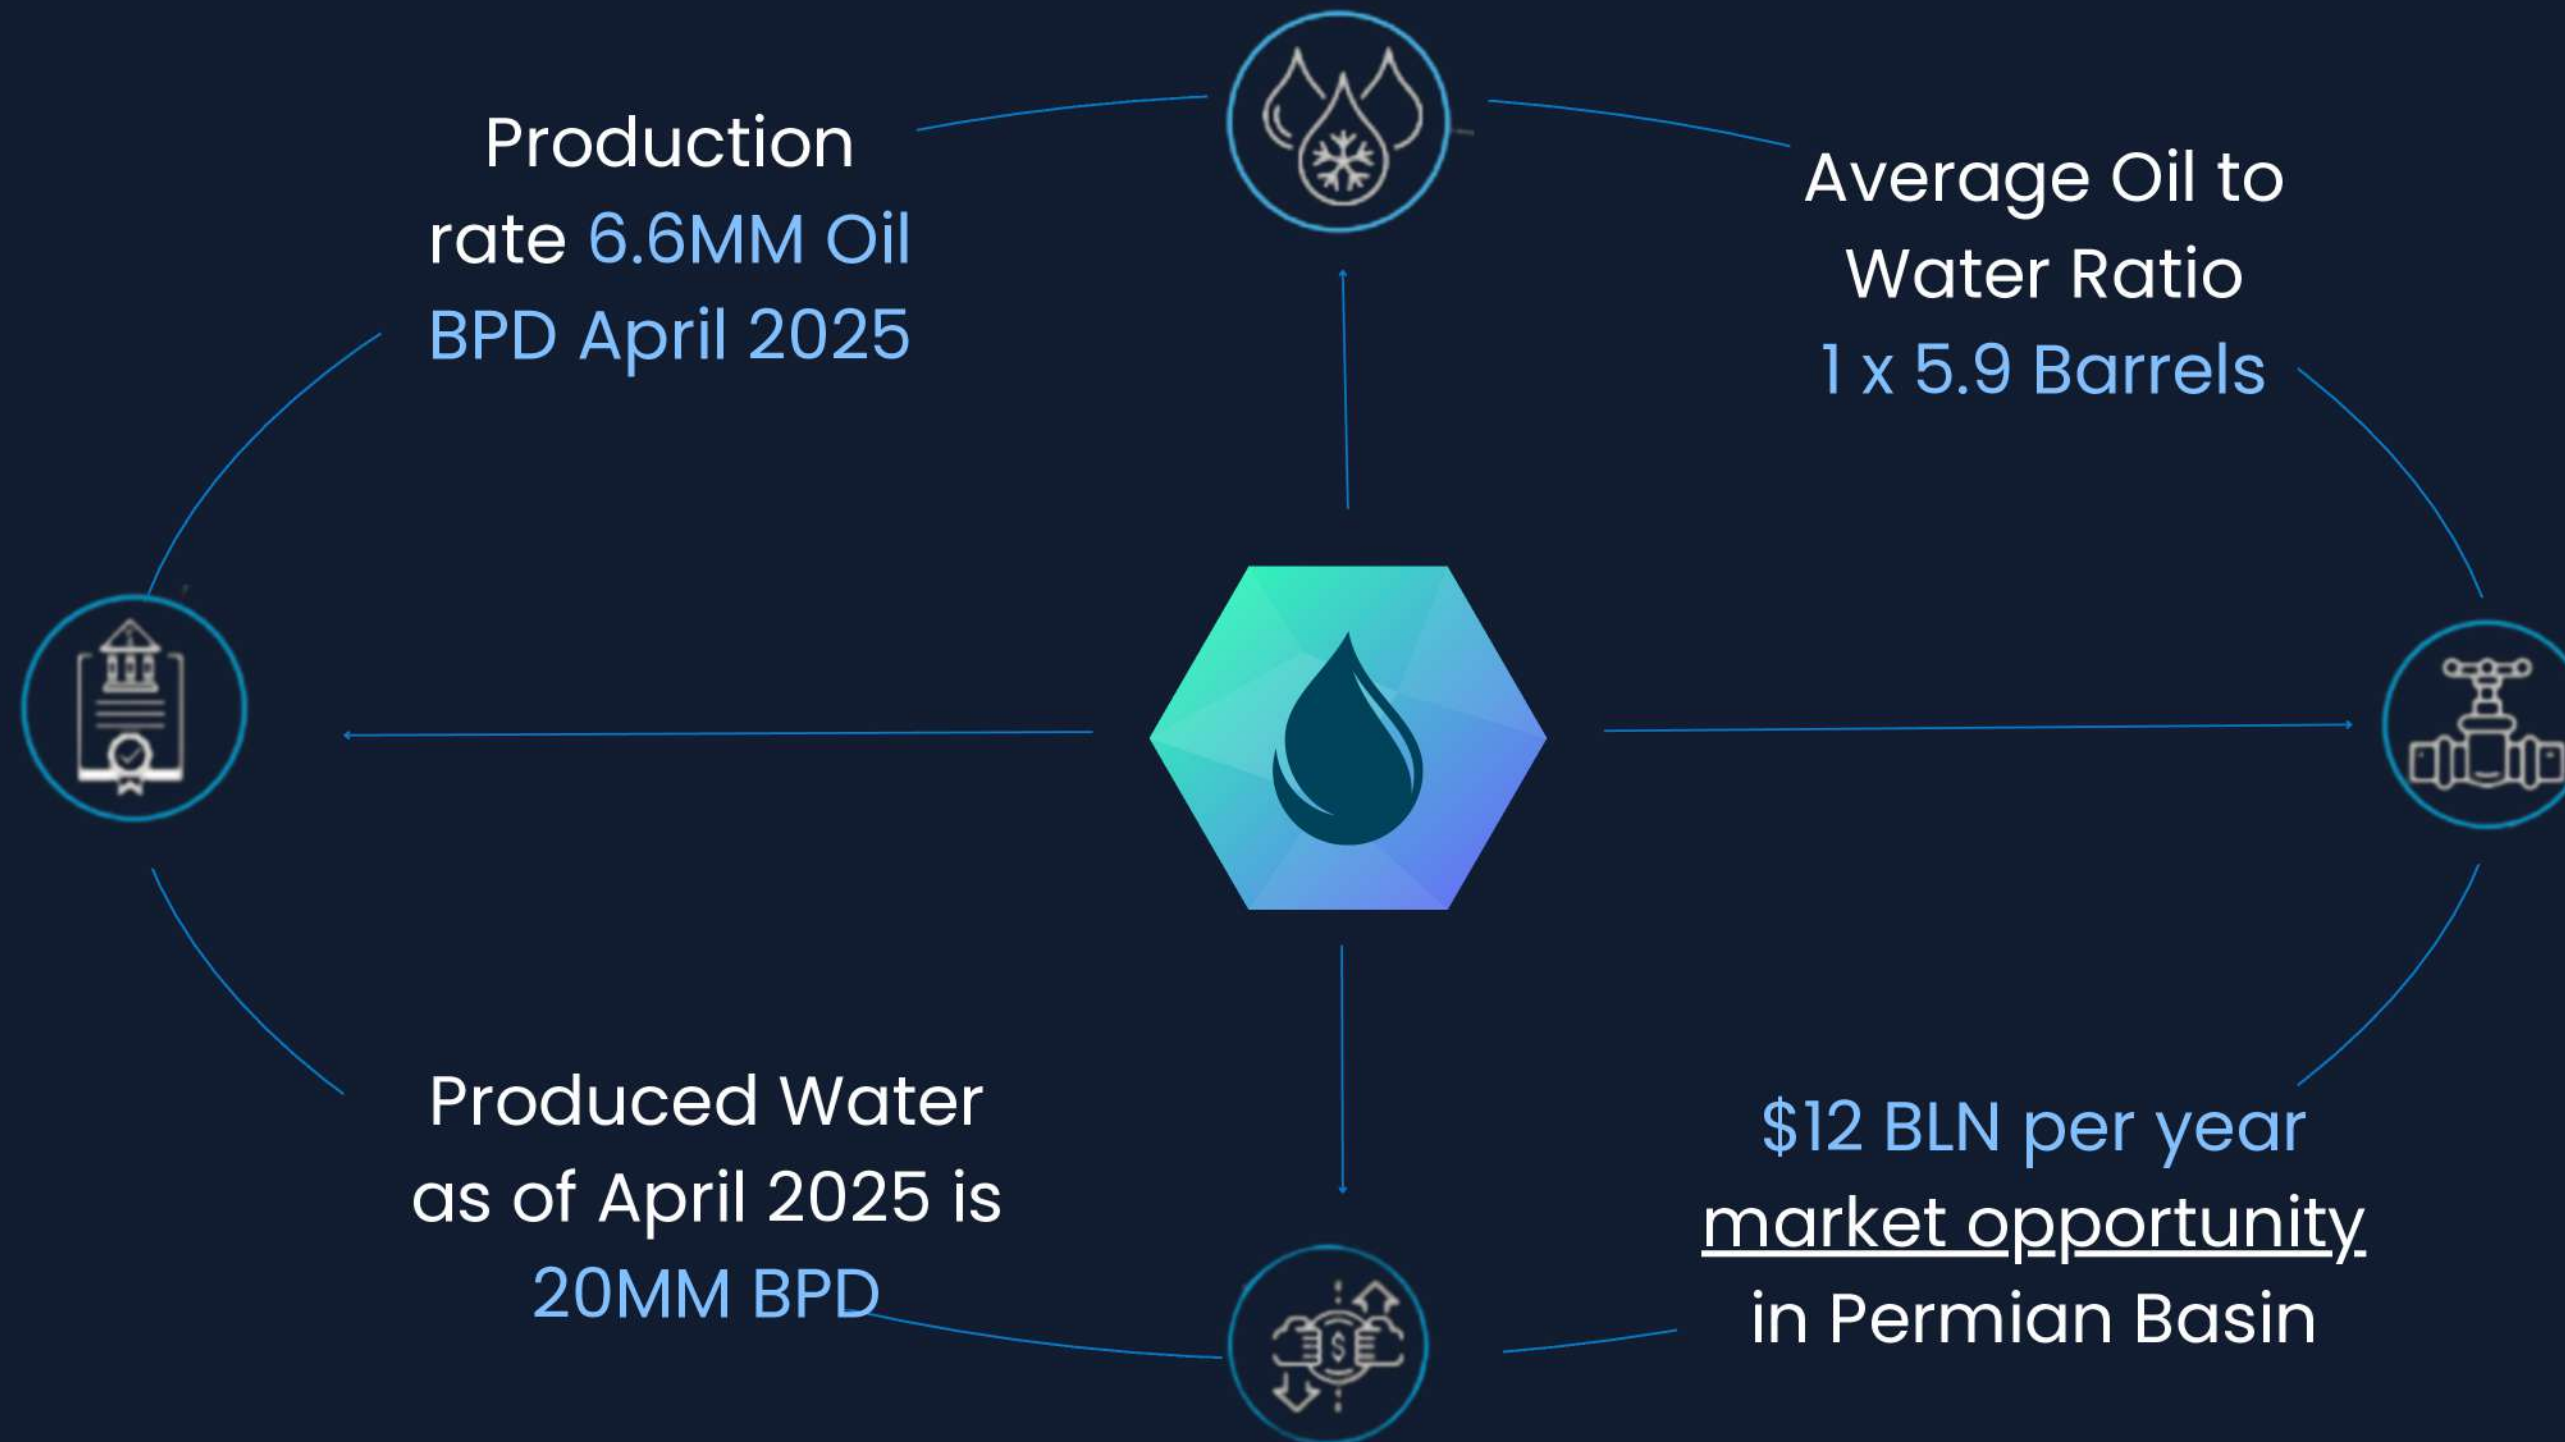 Production
rate 6.6MM Oil
BPD April 2025
Average Oil to
Water Ratio
1 x 5.9 Barrels
Produced Water
as of April 2025 is
20MM BPD
$12 BLN per year
market opportunity
in Permian Basin